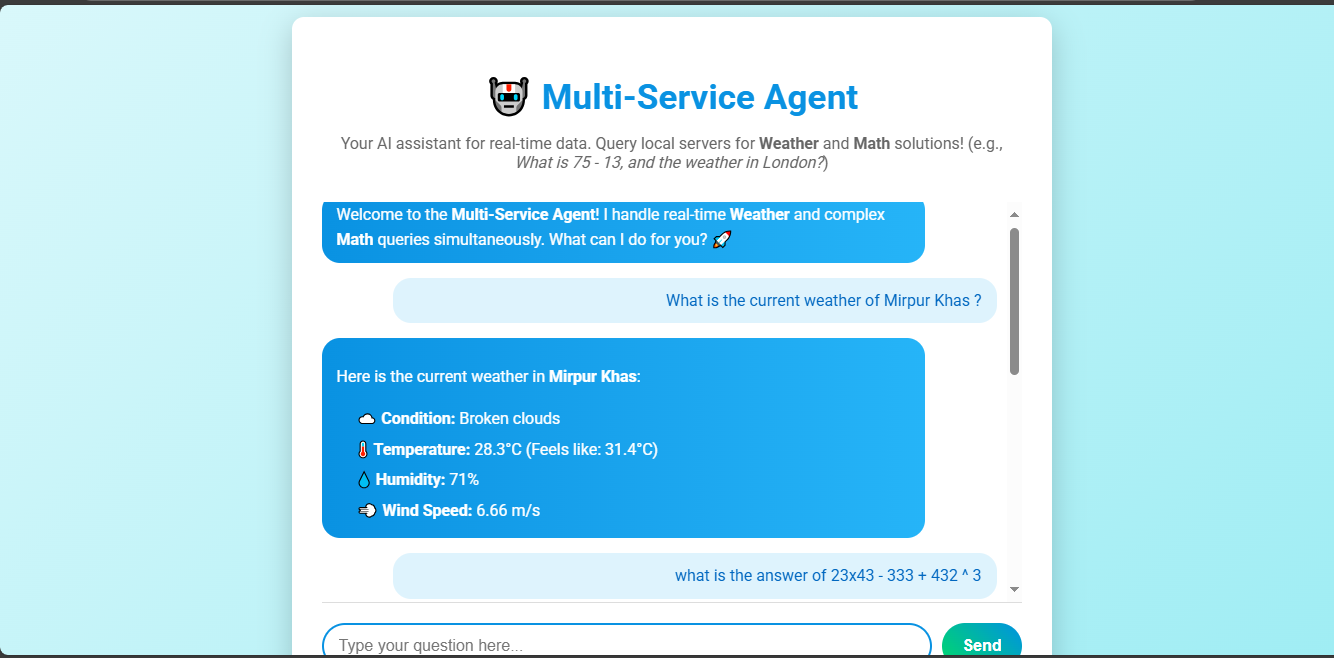 Multi-Service Agent
Your AI assistant for real-time data. Query local servers for Weather and Math solutions! (e.g.,
What is 75 - 13, and the weather in London?)
Welcome to the Multi-Service Agent! I handle real-time Weather and complex
Math queries simultaneously. What can I do for you? 🚀
What is the current weather of Mirpur Khas ?
Here is the current weather in Mirpur Khas:
☁️ Condition: Broken clouds
🌡️ Temperature: 28.3°C (Feels like: 31.4°C)
💧 Humidity: 71%
💨 Wind Speed: 6.66 m/s
what is the answer of 23x43 - 333 + 432 ^ 3
Type your question here...
Send